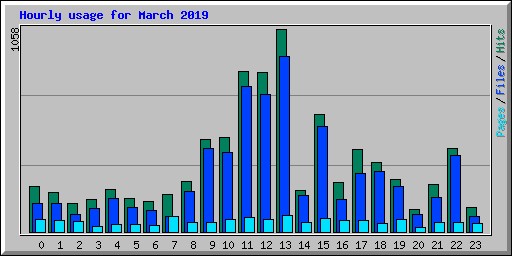 Hourly usage for March 2019
1058
Pages/Files/Hits
0 1 2 3 4 5 6 7 8 9 10 11 12 13 14 15 16 17 18 19 20 21 22 23